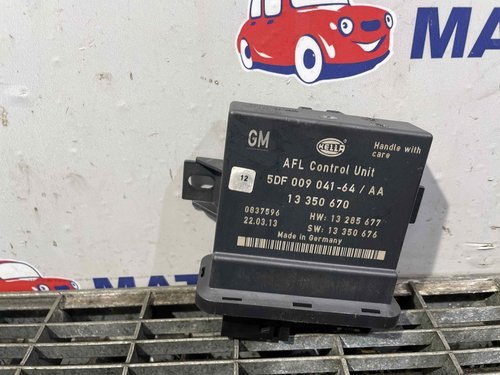 MA
GM
HELLA
Handle with
care
AFL Control Unit
12
5DF 009 041-64 / AA
13 350 670
0837596
HW: 13 285 677
22.03.13
SW: 13 350 676
Made in Germany
MAT